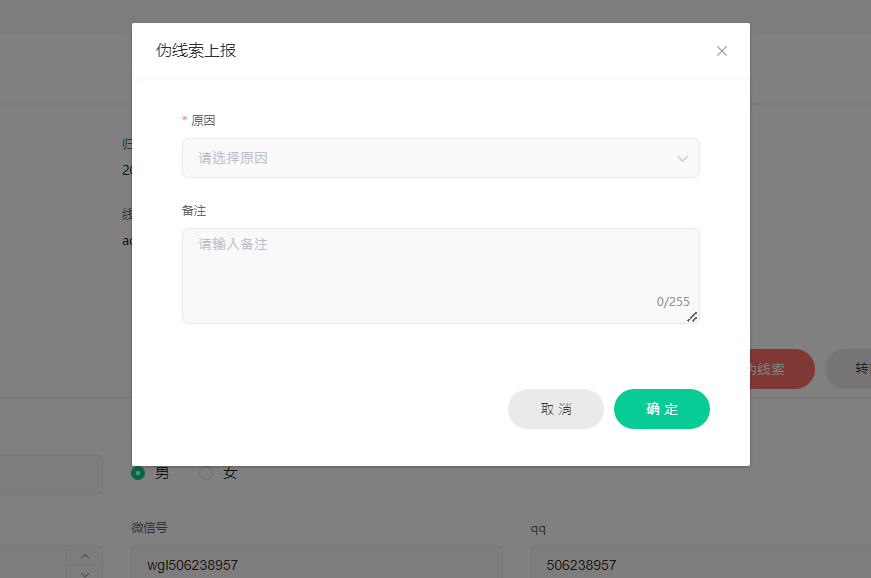 伪线索上报
* 原因
请选择原因
备注
请输入备注
0/255
取 消
确 定
归
20
线
伪线索
男
女
微信号
qq
wgl506238957
506238957